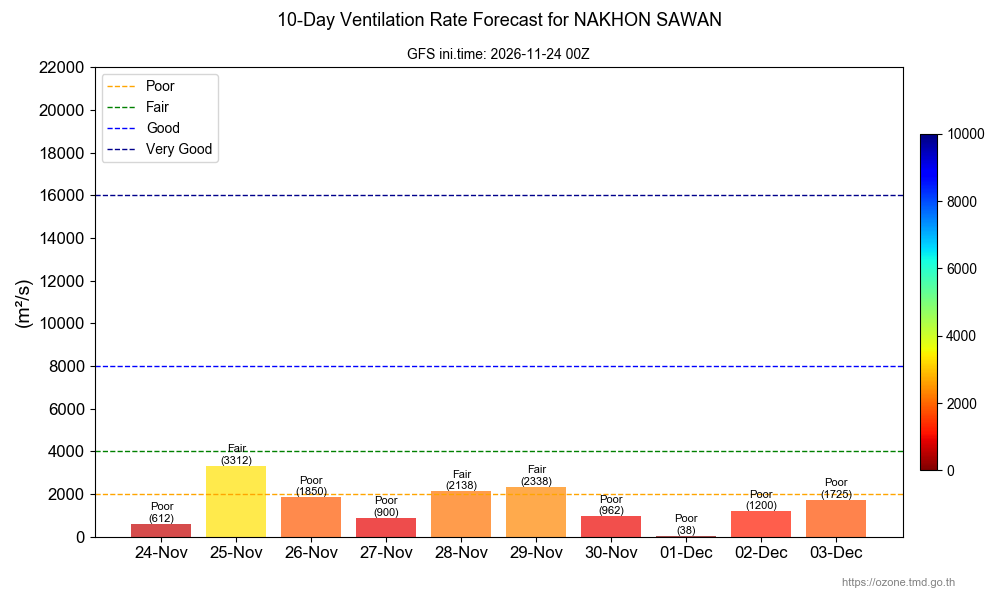 10-Day Ventilation Rate Forecast for NAKHON SAWAN
GFS ini.time: 2026-11-24 00Z
(m²/s)
22000
20000
18000
16000
14000
12000
10000
8000
6000
4000
2000
0
Poor
Fair
Good
Very Good
Poor
(612)
Fair
(3312)
Poor
(1850)
Poor
(900)
Fair
(2138)
Fair
(2338)
Poor
(962)
Poor
(38)
Poor
(1200)
Poor
(1725)
24-Nov 25-Nov 26-Nov 27-Nov 28-Nov 29-Nov 30-Nov 01-Dec 02-Dec 03-Dec
10000
8000
6000
4000
2000
0
https://ozone.tmd.go.th